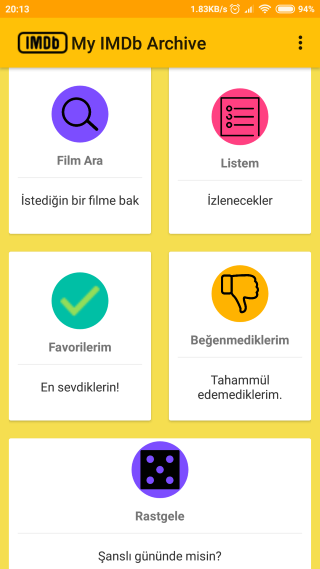 20:13 1.83KB/s 94%
IMDb My IMDb Archive
Film Ara
İstediğin bir filme bak
Listem
İzlenecekler
Favorilerim
En sevdiklerin!
Beğenmediklerim
Tahammül
edemediklerim.
Rastgele
Şanslı gününde misin?